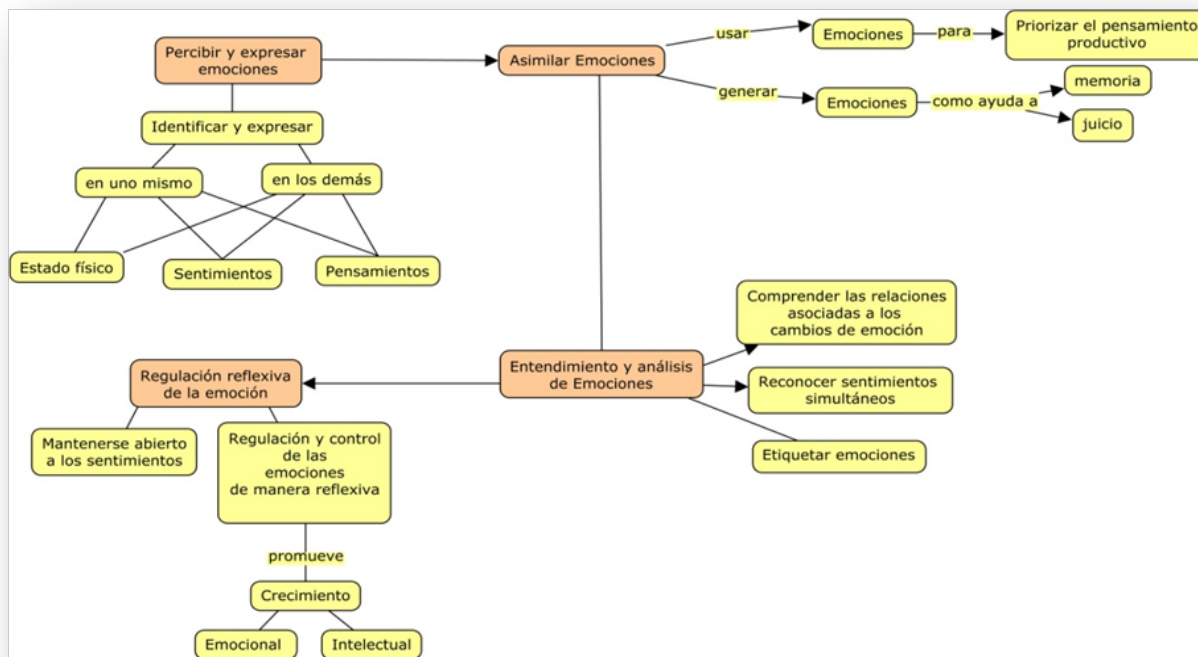 Percibir y expresar
emociones
Asimilar Emociones
usar
Emociones
para
Priorizar el pensamiento
productivo
generar
Emociones
como ayuda a
memoria
juicio
Identificar y expresar
en uno mismo
en los demás
Estado físico
Sentimientos
Pensamientos
Entendimiento y análisis
de Emociones
Comprender las relaciones
asociadas a los
cambios de emoción
Reconocer sentimientos
simultáneos
Etiquetar emociones
Regulación reflexiva
de la emoción
Mantenerse abierto
a los sentimientos
Regulación y control
de las
emociones
de manera reflexiva
promueve
Crecimiento
Emocional
Intelectual